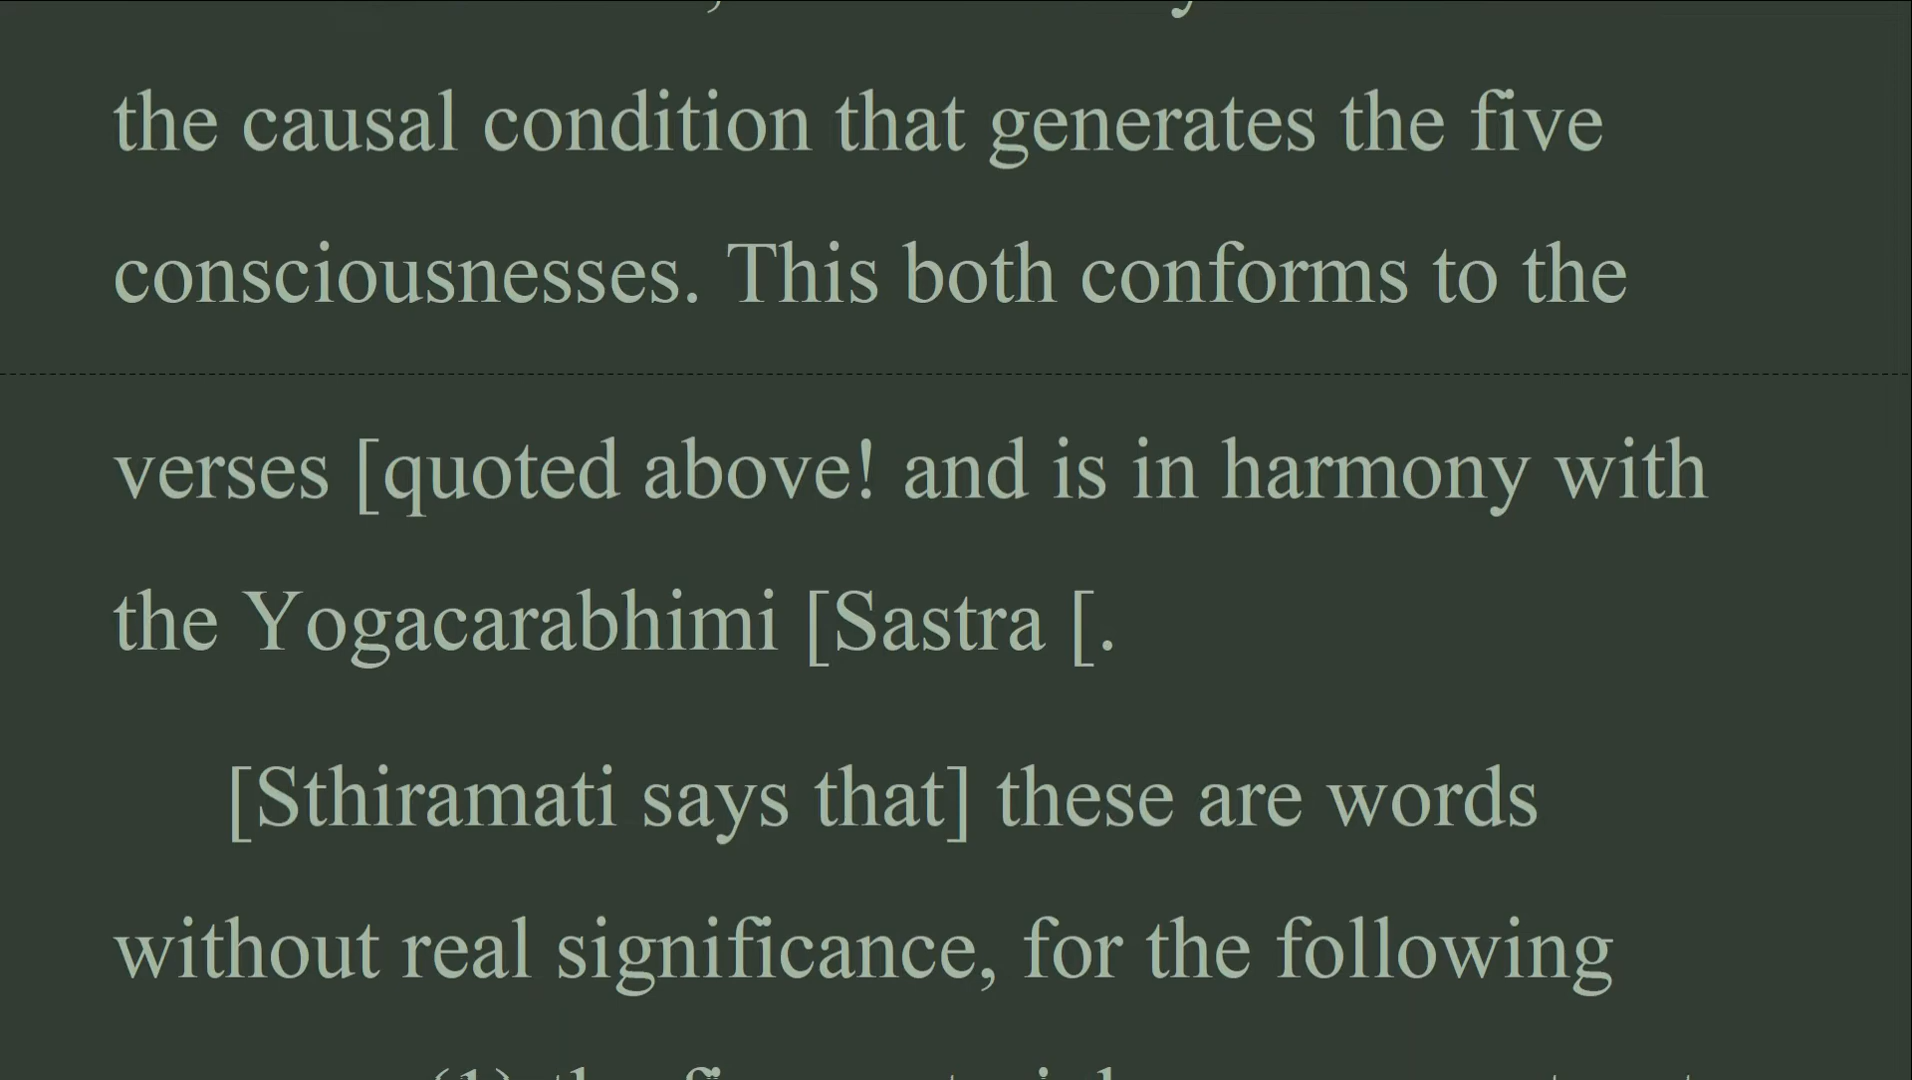 the causal condition that generates the five
consciousnesses. This both conforms to the
verses [quoted above! and is in harmony with
the Yogacarabhimi [Sastra [.
[Sthiramati says that] these are words
without real significance, for the following